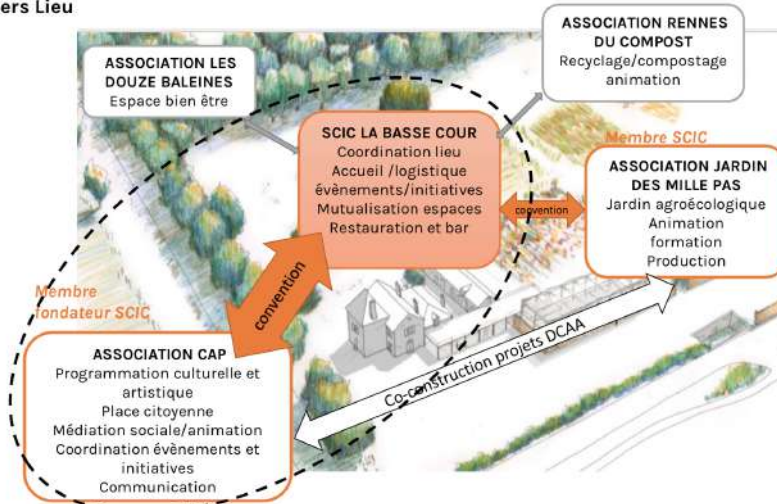 ers Lieu
ASSOCIATION LES
DOUZE BALEINES
Espace bien être
ASSOCIATION RENNES
DU COMPOST
Recyclage/compostage
animation
SCIC LA BASSE COUR
Coordination lieu
Accueil /logistique
évènements/initiatives
Mutualisation espaces
Restauration et bar
convention
Membre SCIC
ASSOCIATION JARDIN
DES MILLE PAS
Jardin agroécologique
Animation
formation
Production
convention
Membre
fondateur SCIC
ASSOCIATION CAP
Programmation culturelle et
artistique
Place citoyenne
Médiation sociale/animation
Coordination évènements et
initiatives
Communication
Co-construction projets DCAA